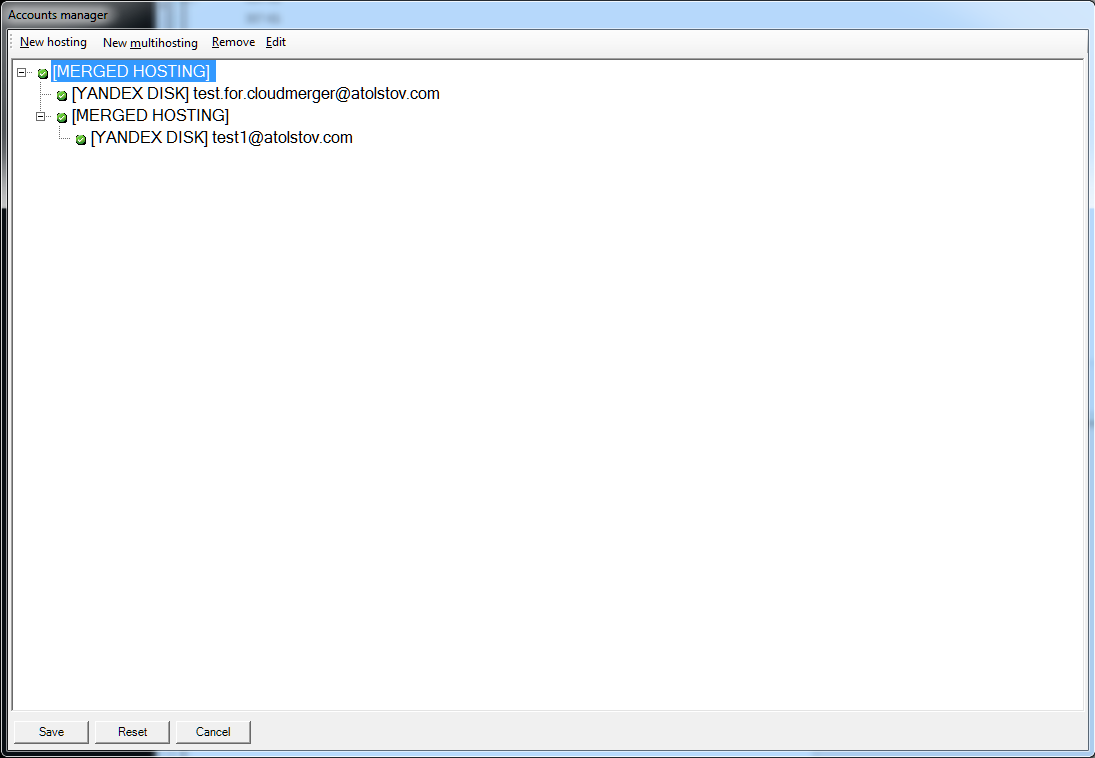 Accounts manager
New hosting New multihosting Remove Edit
[MERGED HOSTING]
[YANDEX DISK] test.for.cloudmerger@atolstov.com
[MERGED HOSTING]
[YANDEX DISK] test1@atolstov.com
Save Reset Cancel